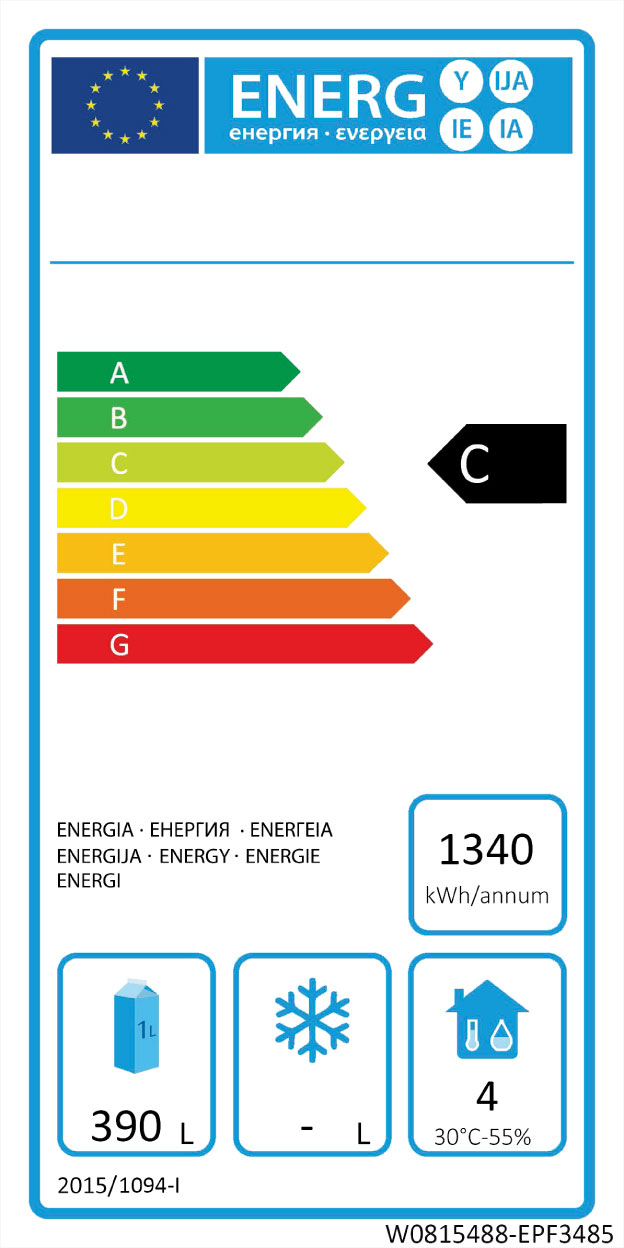 ENERG Y IJA
енергия · ενεργεια IE IA
A
B
C
C
D
E
F
G
ENERGIA · ЕНЕРГИЯ · ΕΝΕΡΓΕΙΑ
ENERGIJA · ENERGY · ENERGIE
ENERGI
1340
kWh/annum
1L
390 L
- L
4
30°C-55%
2015/1094-I
W0815488-EPF3485